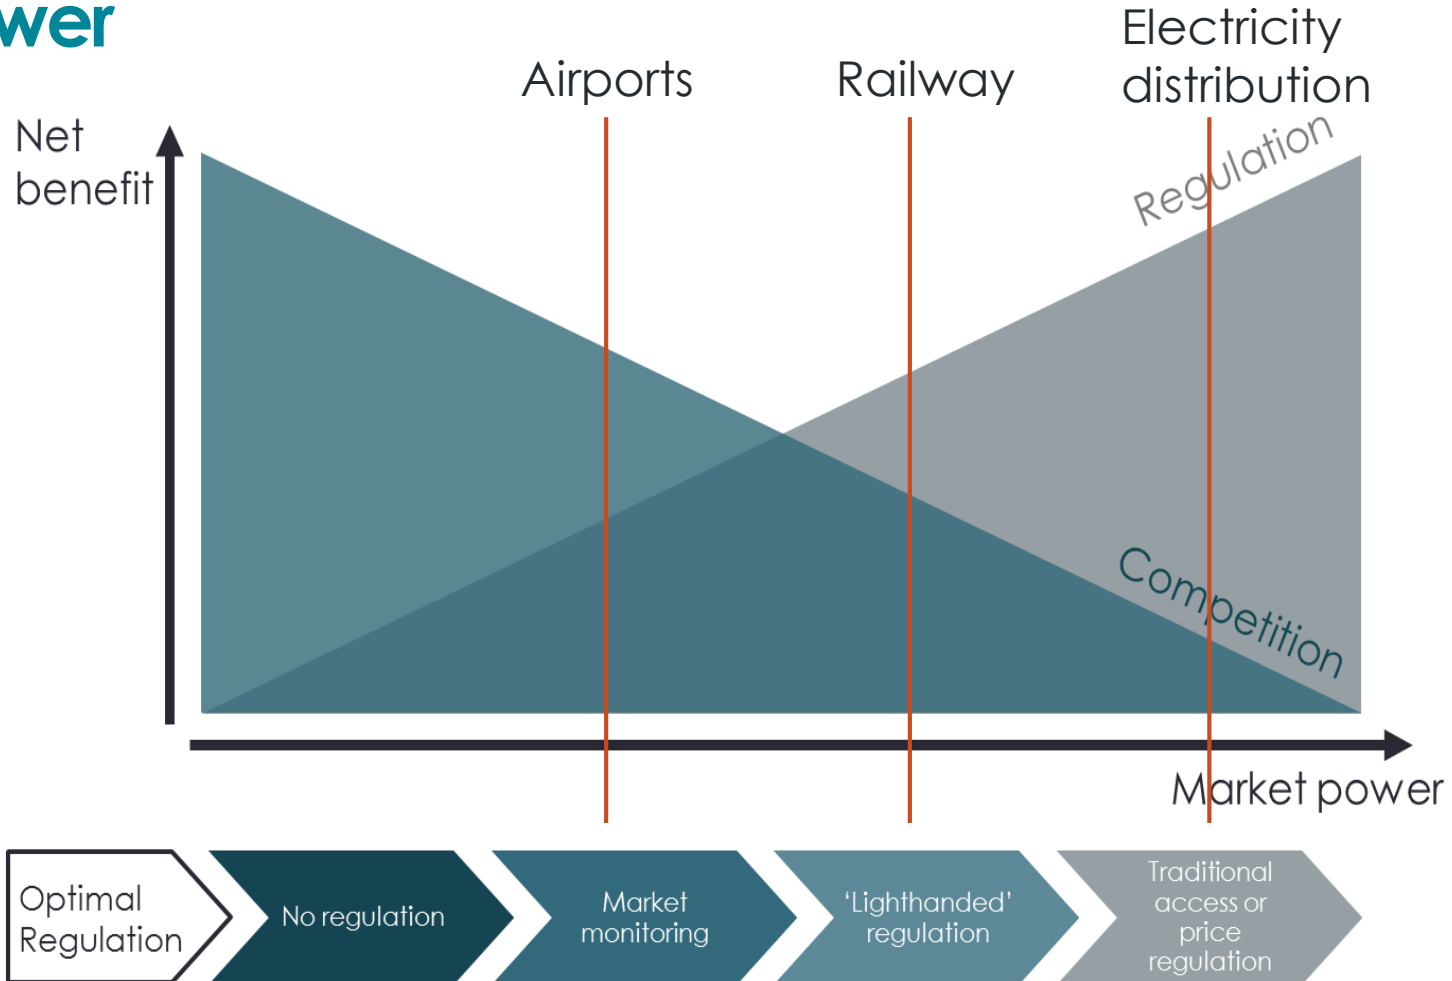 wer
Electricity
distribution
Airports
Railway
Net
benefit
Regulation
Competition
Market power
Optimal
Regulation
No regulation
Market
monitoring
‘Lighthanded’
regulation
Traditional
access or
price
regulation